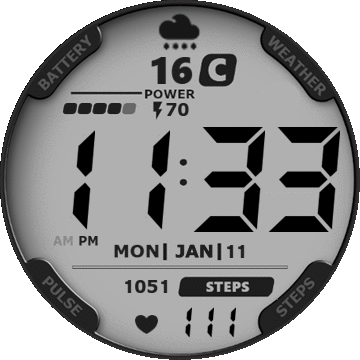 BATTERY
WEATHER
16 C
POWER
70
11:33
AM PM
MON| JAN|11
1051 STEPS
111
PULSE
STEPS